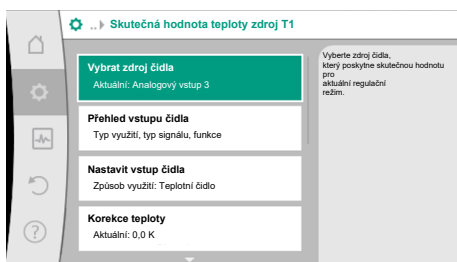 ..▸ Skutečná hodnota teploty zdroj T1
Vybrat zdroj čidla
Aktuální: Analogový vstup 3
Přehled vstupu čidla
Typ využití, typ signálu, funkce
Nastavit vstup čidla
Způsob využití: Teplotní čidlo
Korekce teploty
Aktuální: 0,0 K
Vyberte zdroj čidla,
který poskytne skutečnou hodnotu
pro
aktuální regulační
režim.